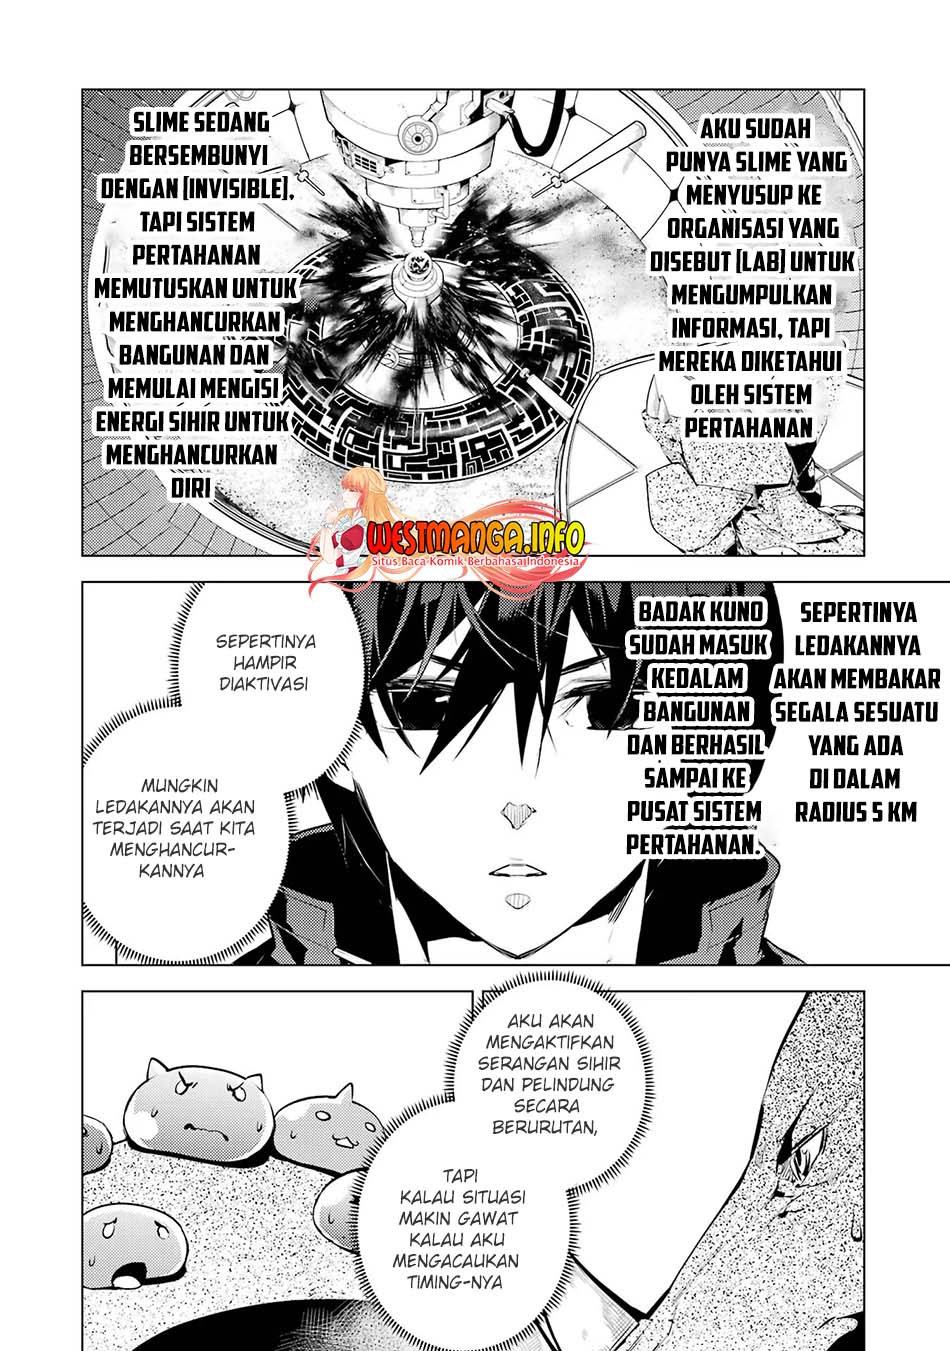 AKU SUDAH
PUNYA SLIME YANG
MENYUSUP KE
ORGANISASI YANG
DISEBUT [LAB] UNTUK
MENGUMPULKAN
INFORMASI, TAPI
MEREKA DIKETAHUI
OLEH SISTEM
PERTAHANAN
SLIME SEDANG
BERSEMBUNYI
DENGAN [INVISIBLE],
TAPI SISTEM
PERTAHANAN
MEMUTUSKAN UNTUK
MENGHANCURKAN
BANGUNAN DAN
MEMULAI MENGISI
ENERGI SIHIR UNTUK
MENGHANCURKAN
DIRI
WESTMANGA.INFO
Situs Baca Komik Berbahasa Indonesia
SEPERTINYA
LEDAKANNYA
AKAN MEMBAKAR
SEGALA SESUATU
YANG ADA
DI DALAM
RADIUS 5 KM
BADAK KUNO
SUDAH MASUK
KEDALAM
BANGUNAN
DAN BERHASIL
SAMPAI KE
PUSAT SISTEM
PERTAHANAN.
SEPERTINYA
HAMPIR
DIAKTIVASI
MUNGKIN
LEDAKANNYA AKAN
TERJADI SAAT KITA
MENGHANCUR-
KANNYA
AKU AKAN
MENGAKTIFKAN
SERANGAN SIHIR
DAN PELINDUNG
SECARA
BERURUTAN,
TAPI
KALAU SITUASI
MAKIN GAWAT
KALAU AKU
MENGACAUKAN
TIMING-NYA